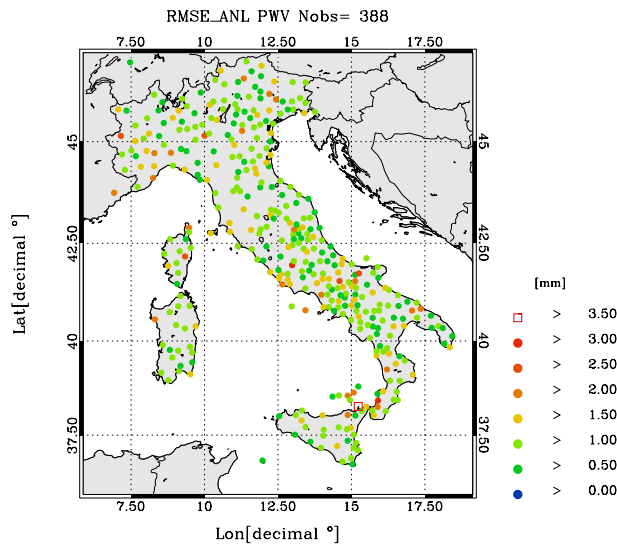 RMSE_ANL PWV Nobs= 388
7.50 10 12.50 15 17.50
45 45
42.50 42.50
40 40
37.50 37.50
7.50 10 12.50 15 17.50
Lat[decimal °]
Lon[decimal °]
[mm]
> 3.50
> 3.00
> 2.50
> 2.00
> 1.50
> 1.00
> 0.50
> 0.00